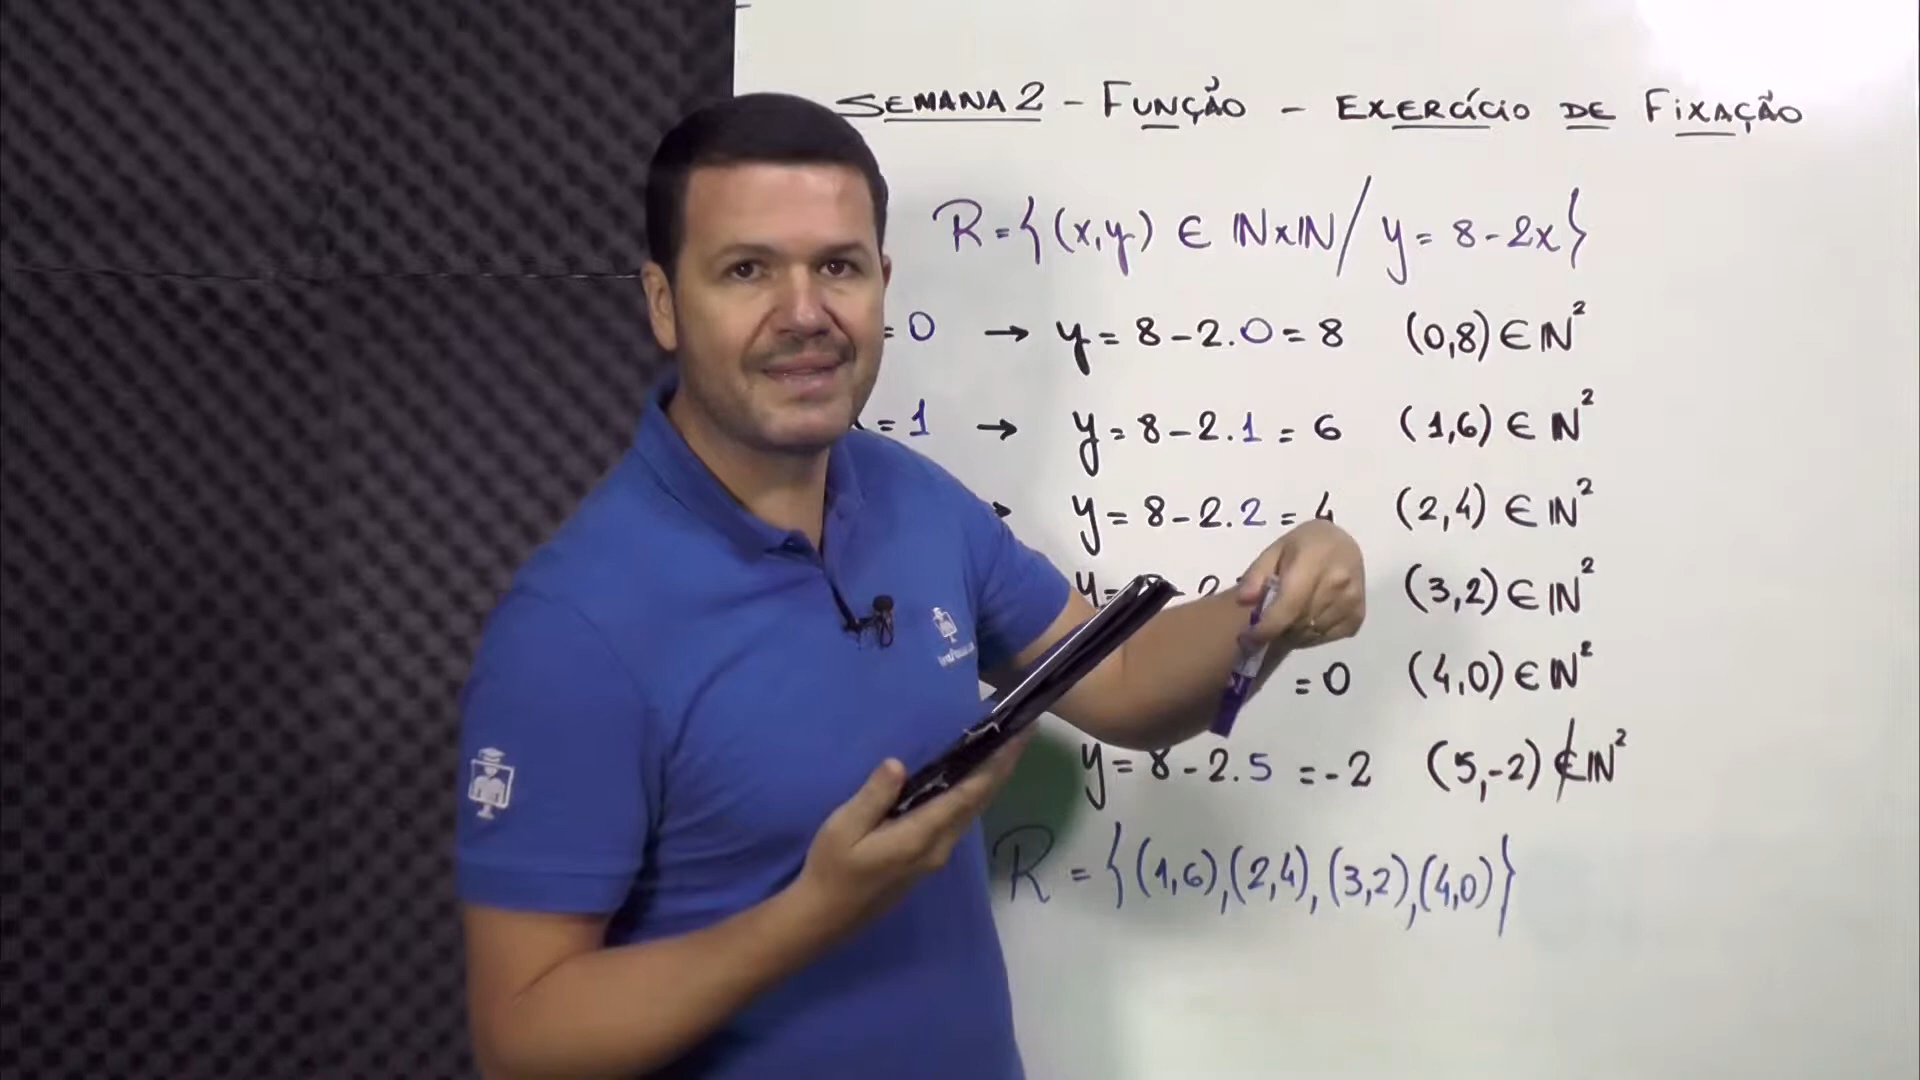 SEMANA 2 - FUNÇÃO - EXERCÍCIO DE FIXAÇÃO
R={(x,y) ∈ ℕxℕ/ y= 8-2x}
=0 → y=8-2.0=8 (0,8)∈ℕ²
=1 → y=8-2.1=6 (1,6)∈ℕ²
y=8-2.2=4 (2,4)∈ℕ²
y= -2 (3,2)∈ℕ²
=0 (4,0)∈ℕ²
y=8-2.5=-2 (5,-2)∉ℕ²
R={(1,6),(2,4),(3,2),(4,0)}